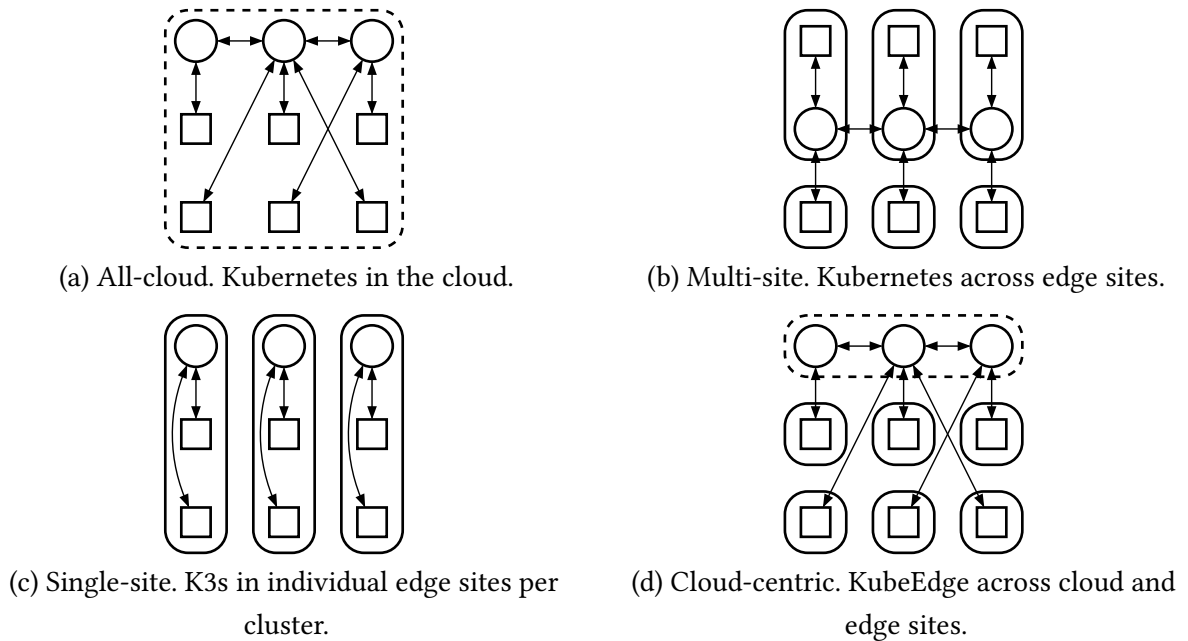 (a) All-cloud. Kubernetes in the cloud.
(b) Multi-site. Kubernetes across edge sites.
(c) Single-site. K3s in individual edge sites per
cluster.
(d) Cloud-centric. KubeEdge across cloud and
edge sites.